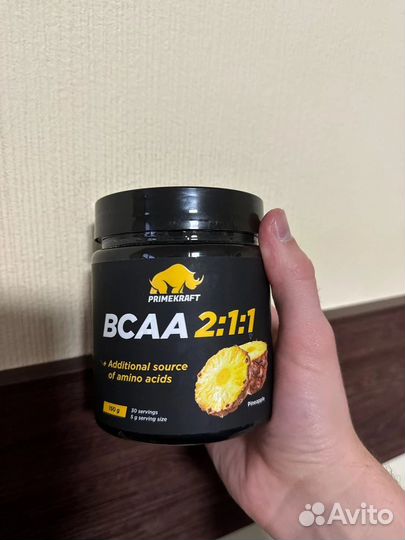 PRIMEKRAFT
BCAA 2:1:1
+ Additional source
of amino acids
150 g
30 servings
5 g serving size
Pineapple
Avito